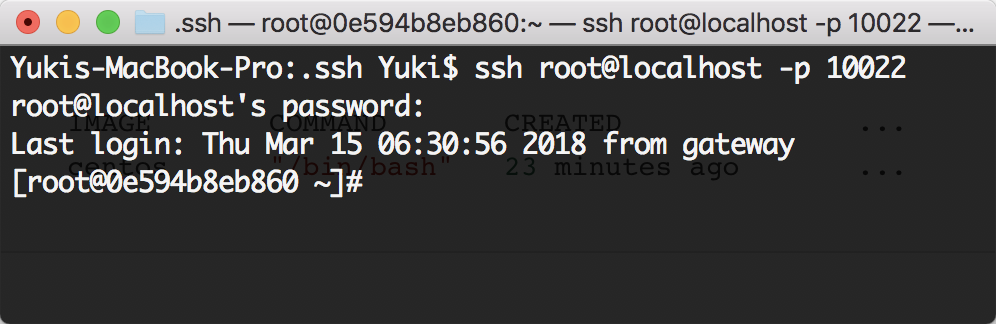 .ssh — root@0e594b8eb860:~ — ssh root@localhost -p 10022 —...
Yukis-MacBook-Pro:.ssh Yuki$ ssh root@localhost -p 10022
root@localhost's password:
IMAGE COMMAND CREATED ...
Last login: Thu Mar 15 06:30:56 2018 from gateway
centos "/bin/bash" 23 minutes ago ...
[root@0e594b8eb860 ~]#